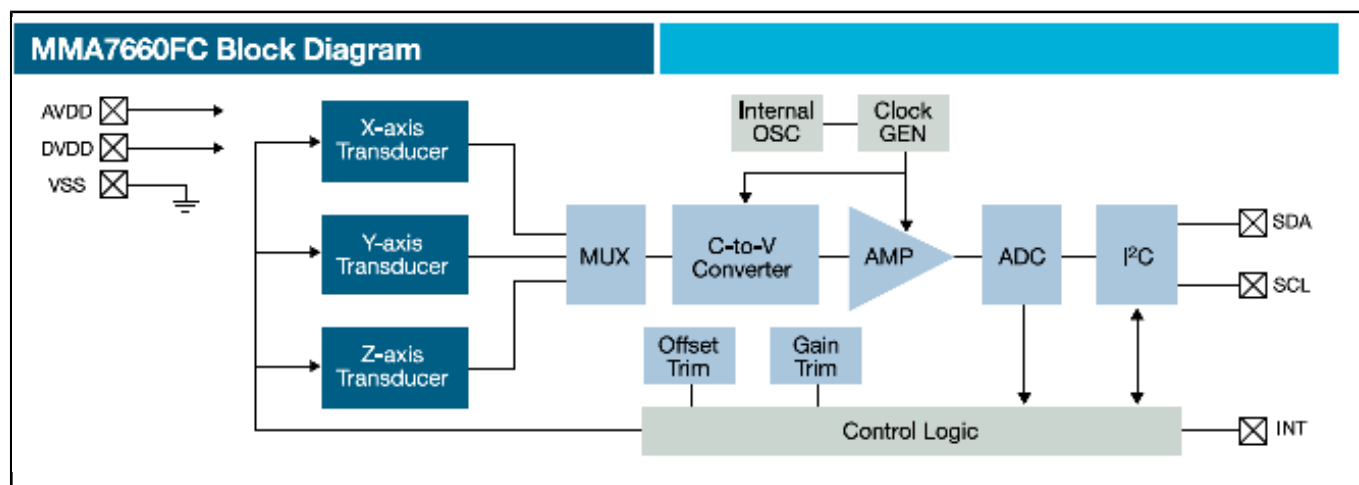 MMA7660FC Block Diagram
AVDD
DVDD
VSS
X-axis
Transducer
Y-axis
Transducer
Z-axis
Transducer
Internal
OSC
Clock
GEN
MUX
C-to-V
Converter
AMP
ADC
I²C
SDA
SCL
Offset
Trim
Gain
Trim
Control Logic
INT